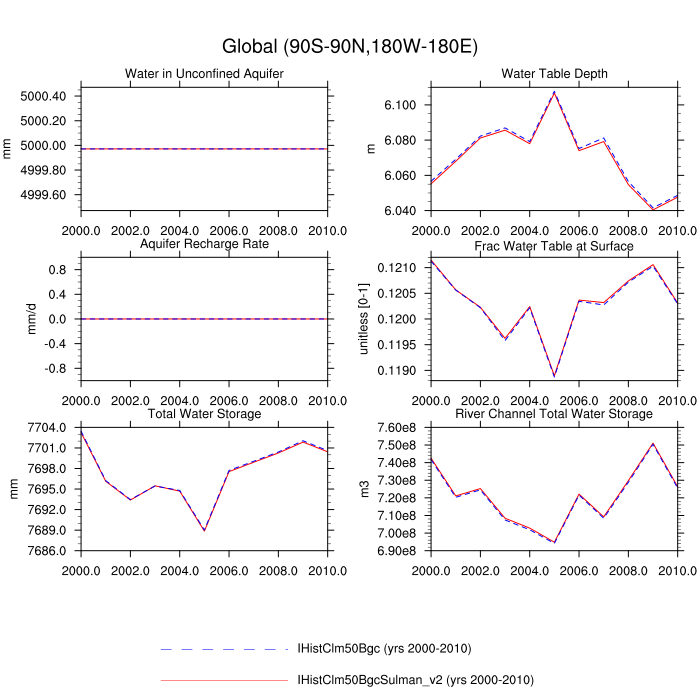 Global (90S-90N,180W-180E)
Water in Unconfined Aquifer
5000.40
5000.20
5000.00
4999.80
4999.60
mm
2000.0 2002.0 2004.0 2006.0 2008.0 2010.0
Water Table Depth
6.100
6.080
6.060
6.040
m
2000.0 2002.0 2004.0 2006.0 2008.0 2010.0
Aquifer Recharge Rate
0.8
0.4
0.0
-0.4
-0.8
mm/d
2000.0 2002.0 2004.0 2006.0 2008.0 2010.0
Frac Water Table at Surface
0.1210
0.1205
0.1200
0.1195
0.1190
unitless [0-1]
2000.0 2002.0 2004.0 2006.0 2008.0 2010.0
Total Water Storage
7704.0
7701.0
7698.0
7695.0
7692.0
7689.0
7686.0
mm
2000.0 2002.0 2004.0 2006.0 2008.0 2010.0
River Channel Total Water Storage
7.60e8
7.50e8
7.40e8
7.30e8
7.20e8
7.10e8
7.00e8
6.90e8
m3
2000.0 2002.0 2004.0 2006.0 2008.0 2010.0
IHistClm50Bgc (yrs 2000-2010)
IHistClm50BgcSulman_v2 (yrs 2000-2010)